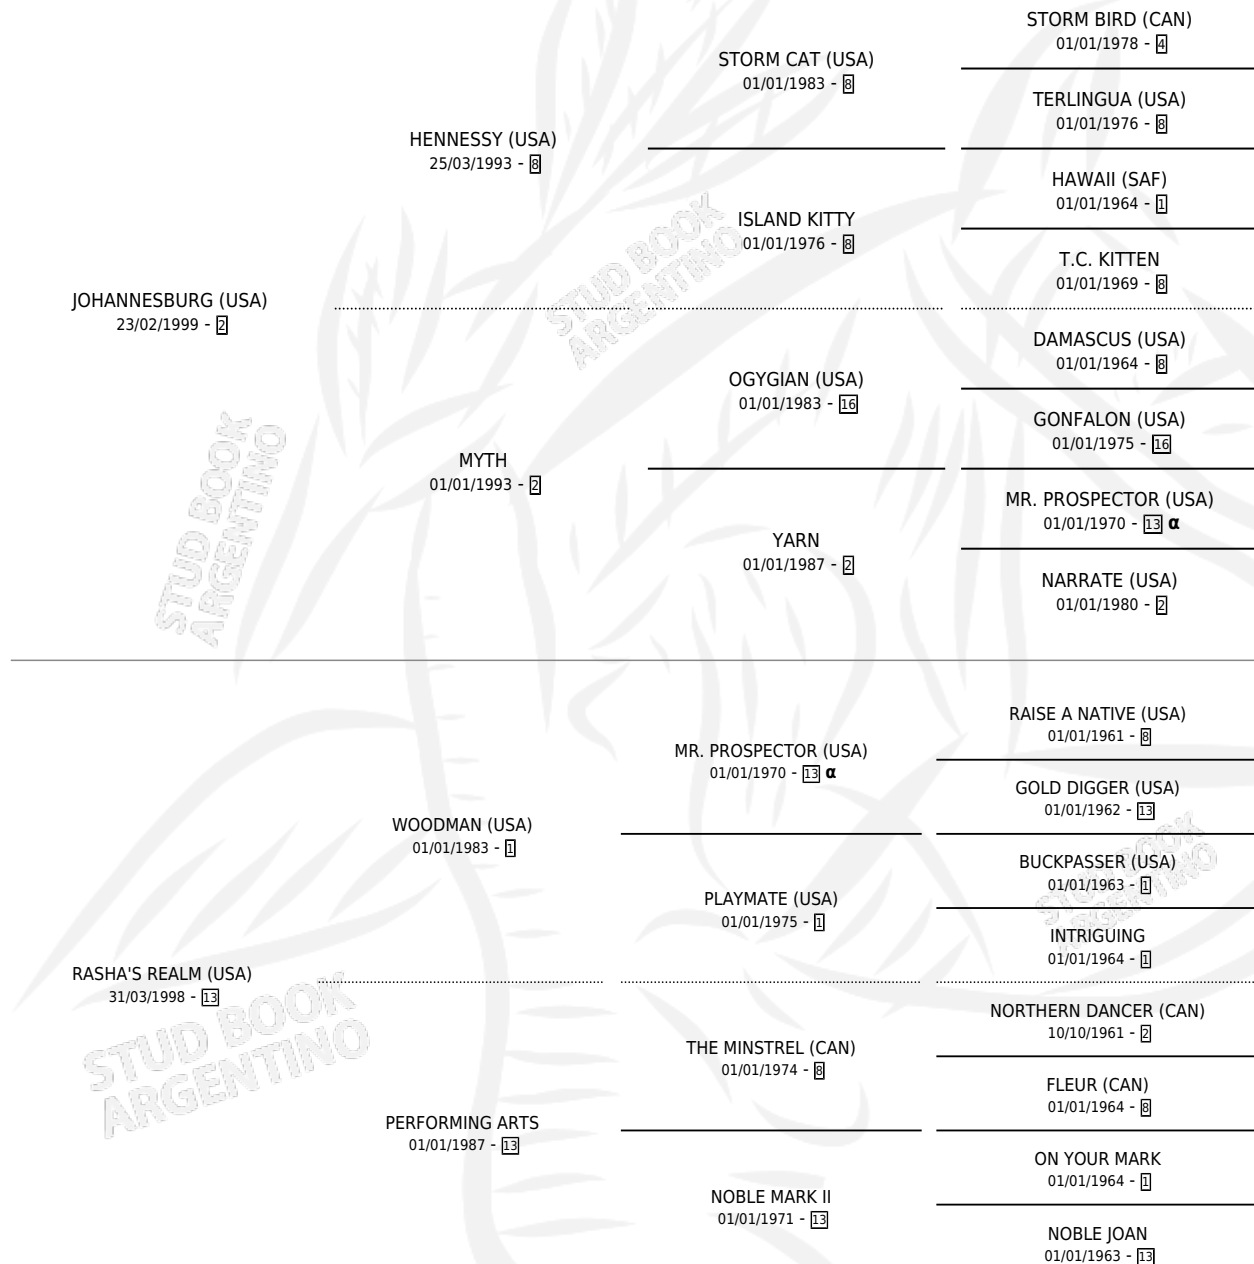 STORM BIRD (CAN)
01/01/1978 - 4
STORM CAT (USA)
01/01/1983 - 8
TERLINGUA (USA)
01/01/1976 - 8
HENNESSY (USA)
25/03/1993 - 8
HAWAII (SAF)
01/01/1964 - 1
ISLAND KITTY
01/01/1976 - 8
T.C. KITTEN
01/01/1969 - 8
JOHANNESBURG (USA)
23/02/1999 - 2
DAMASCUS (USA)
01/01/1964 - 8
OGYGIAN (USA)
01/01/1983 - 16
GONFALON (USA)
01/01/1975 - 16
MYTH
01/01/1993 - 2
MR. PROSPECTOR (USA)
01/01/1970 - 13 α
YARN
01/01/1987 - 2
NARRATE (USA)
01/01/1980 - 2
RAISE A NATIVE (USA)
01/01/1961 - 8
MR. PROSPECTOR (USA)
01/01/1970 - 13 α
GOLD DIGGER (USA)
01/01/1962 - 13
WOODMAN (USA)
01/01/1983 - 1
BUCKPASSER (USA)
01/01/1963 - 1
PLAYMATE (USA)
01/01/1975 - 1
INTRIGUING
01/01/1964 - 1
RASHA'S REALM (USA)
31/03/1998 - 13
NORTHERN DANCER (CAN)
10/10/1961 - 2
THE MINSTREL (CAN)
01/01/1974 - 8
FLEUR (CAN)
01/01/1964 - 8
PERFORMING ARTS
01/01/1987 - 13
ON YOUR MARK
01/01/1964 - 1
NOBLE MARK II
01/01/1971 - 13
NOBLE JOAN
01/01/1963 - 13
STUD BOOK
ARGENTINO
STUD BOOK
ARGENTINO
STUD BOOK
ARGENTINO
STUD BOOK
ARGENTINO